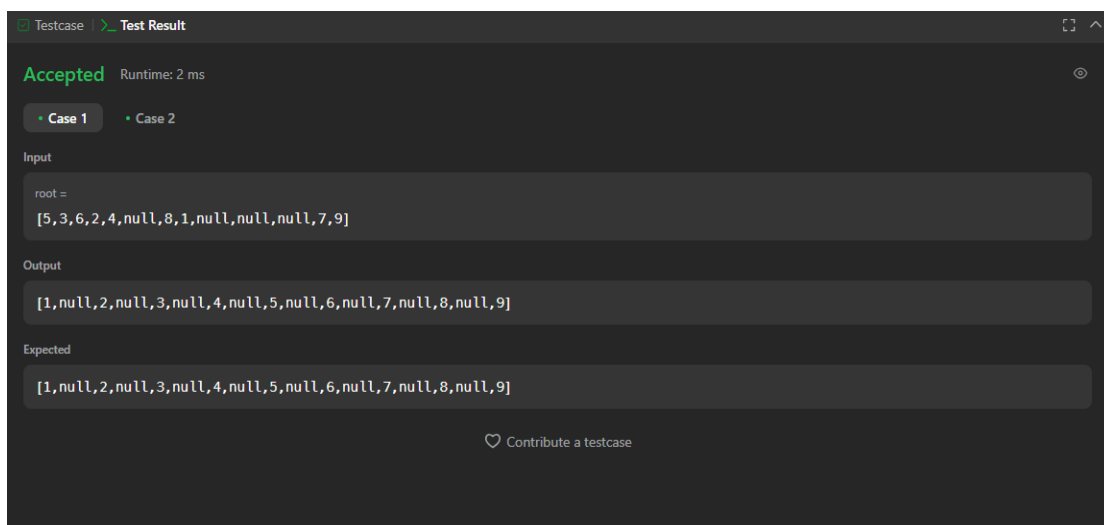 Testcase | >_ Test Result
Accepted Runtime: 2 ms
• Case 1 • Case 2
Input
root =
[5,3,6,2,4,null,8,1,null,null,null,7,9]
Output
[1,null,2,null,3,null,4,null,5,null,6,null,7,null,8,null,9]
Expected
[1,null,2,null,3,null,4,null,5,null,6,null,7,null,8,null,9]
Contribute a testcase